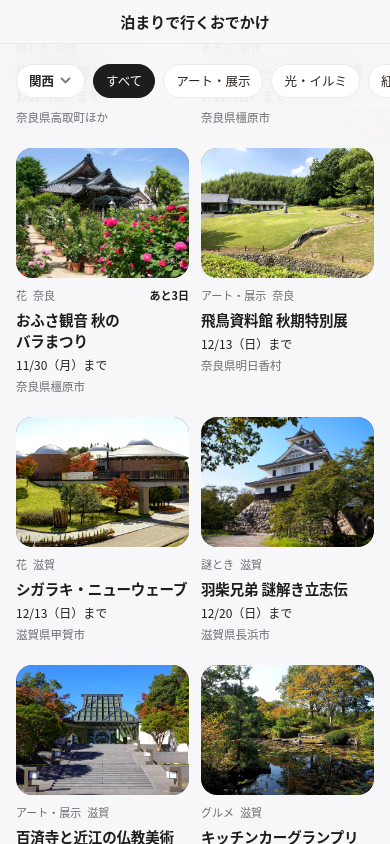 泊まりで行くおでかけ
関西
すべて
アート・展示
光・イルミ
奈良県高取町ほか
奈良県橿原市
花 奈良
あと3日
おふさ観音 秋の
バラまつり
11/30（月）まで
奈良県橿原市
アート・展示 奈良
飛鳥資料館 秋期特別展
12/13（日）まで
奈良県明日香村
花 滋賀
シガラキ・ニューウェーブ
12/13（日）まで
滋賀県甲賀市
謎とき 滋賀
羽柴兄弟 謎解き立志伝
12/20（日）まで
滋賀県長浜市
アート・展示 滋賀
百済寺と近江の仏教美術
グルメ 滋賀
キッチンカーグランプリ